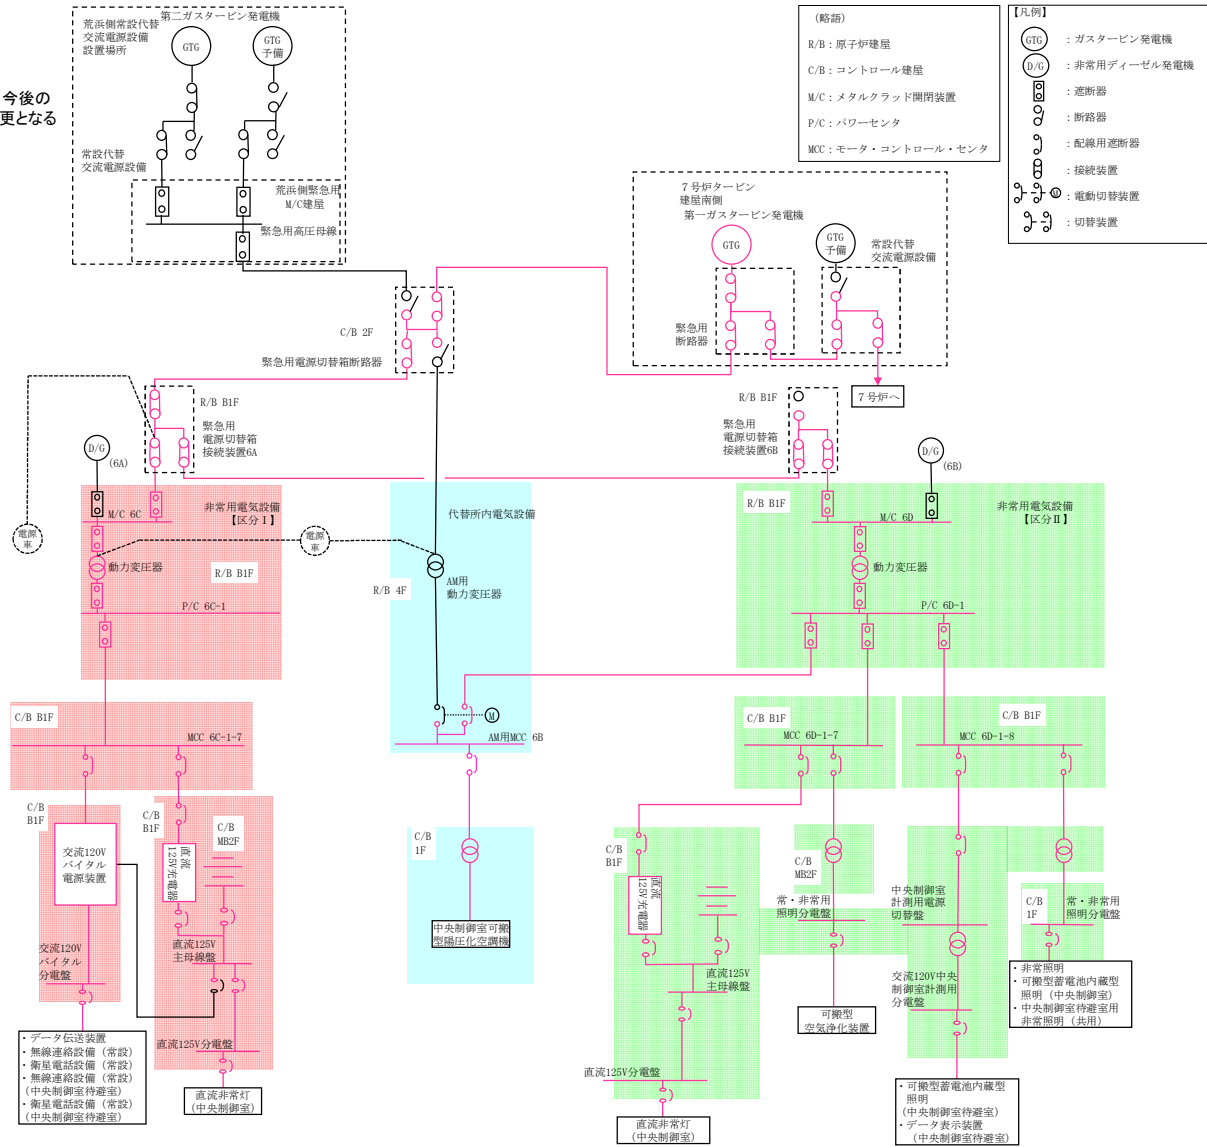 今後の
更となる
荒浜側常設代替
交流電源設備
設置場所
第二ガスタービン発電機
GTG
GTG
予備
常設代替
交流電源設備
荒浜側緊急用
M/C建屋
緊急用高圧母線
(略語)
R/B：原子炉建屋
C/B：コントロール建屋
M/C：メタルクラッド開閉装置
P/C：パワーセンタ
MCC：モータ・コントロール・センタ
【凡例】
GTG
：ガスタービン発電機
D/G
：非常用ディーゼル発電機
：遮断器
：断路器
：配線用遮断器
：接続装置
M
：電動切替装置
：切替装置
7号炉タービン
建屋南側
第一ガスタービン発電機
GTG
GTG
予備
常設代替
交流電源設備
緊急用
断路器
7号炉へ
C/B 2F
緊急用電源切替箱断路器
R/B B1F
緊急用
電源切替箱
接続装置6A
R/B B1F
緊急用
電源切替箱
接続装置6B
D/G
(6A)
D/G
(6B)
電源
車
電源
車
M/C 6C
非常用電気設備
【区分Ⅰ】
動力変圧器
R/B B1F
P/C 6C-1
代替所内電気設備
R/B 4F
AM用
動力変圧器
M
AM用MCC 6B
R/B B1F
M/C 6D
非常用電気設備
【区分Ⅱ】
動力変圧器
P/C 6D-1
C/B B1F
MCC 6C-1-7
C/B B1F
MCC 6D-1-7
C/B B1F
MCC 6D-1-8
C/B
B1F
交流120V
バイタル
電源装置
交流120V
バイタル
分電盤
C/B
B1F
直流
125V充電器
C/B
MB2F
直流125V
主母線盤
直流125V分電盤
・データ伝送装置
・無線連絡設備（常設）
・衛星電話設備（常設）
・無線連絡設備（常設）
（中央制御室待避室）
・衛星電話設備（常設）
（中央制御室待避室）
直流非常灯
（中央制御室）
C/B
1F
中央制御室可搬
型陽圧化空調機
C/B
B1F
直流
125V充電器
直流125V
主母線盤
直流125V分電盤
直流非常灯
（中央制御室）
C/B
MB2F
常・非常用
照明分電盤
可搬型
空気浄化装置
中央制御室
計測用電源
切替盤
交流120V中央
制御室計測用
分電盤
・可搬型蓄電池内蔵型
照明
（中央制御室待避室）
・データ表示装置
（中央制御室待避室）
C/B
1F
常・非常用
照明分電盤
・非常照明
・可搬型蓄電池内蔵型
照明（中央制御室）
・中央制御室待避室用
非常照明（共用）